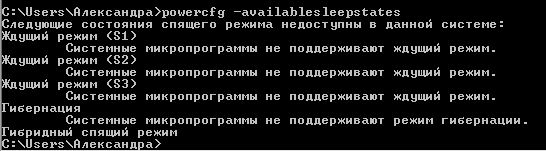 C:\Users\Александра>powercfg -availablesleepstates
Следующие состояния спящего режима недоступны в данной системе:
Ждущий режим (S1)
Системные микропрограммы не поддерживают ждущий режим.
Ждущий режим (S2)
Системные микропрограммы не поддерживают ждущий режим.
Ждущий режим (S3)
Системные микропрограммы не поддерживают ждущий режим.
Гибернация
Системные микропрограммы не поддерживают режим гибернации.
Гибридный спящий режим
C:\Users\Александра>